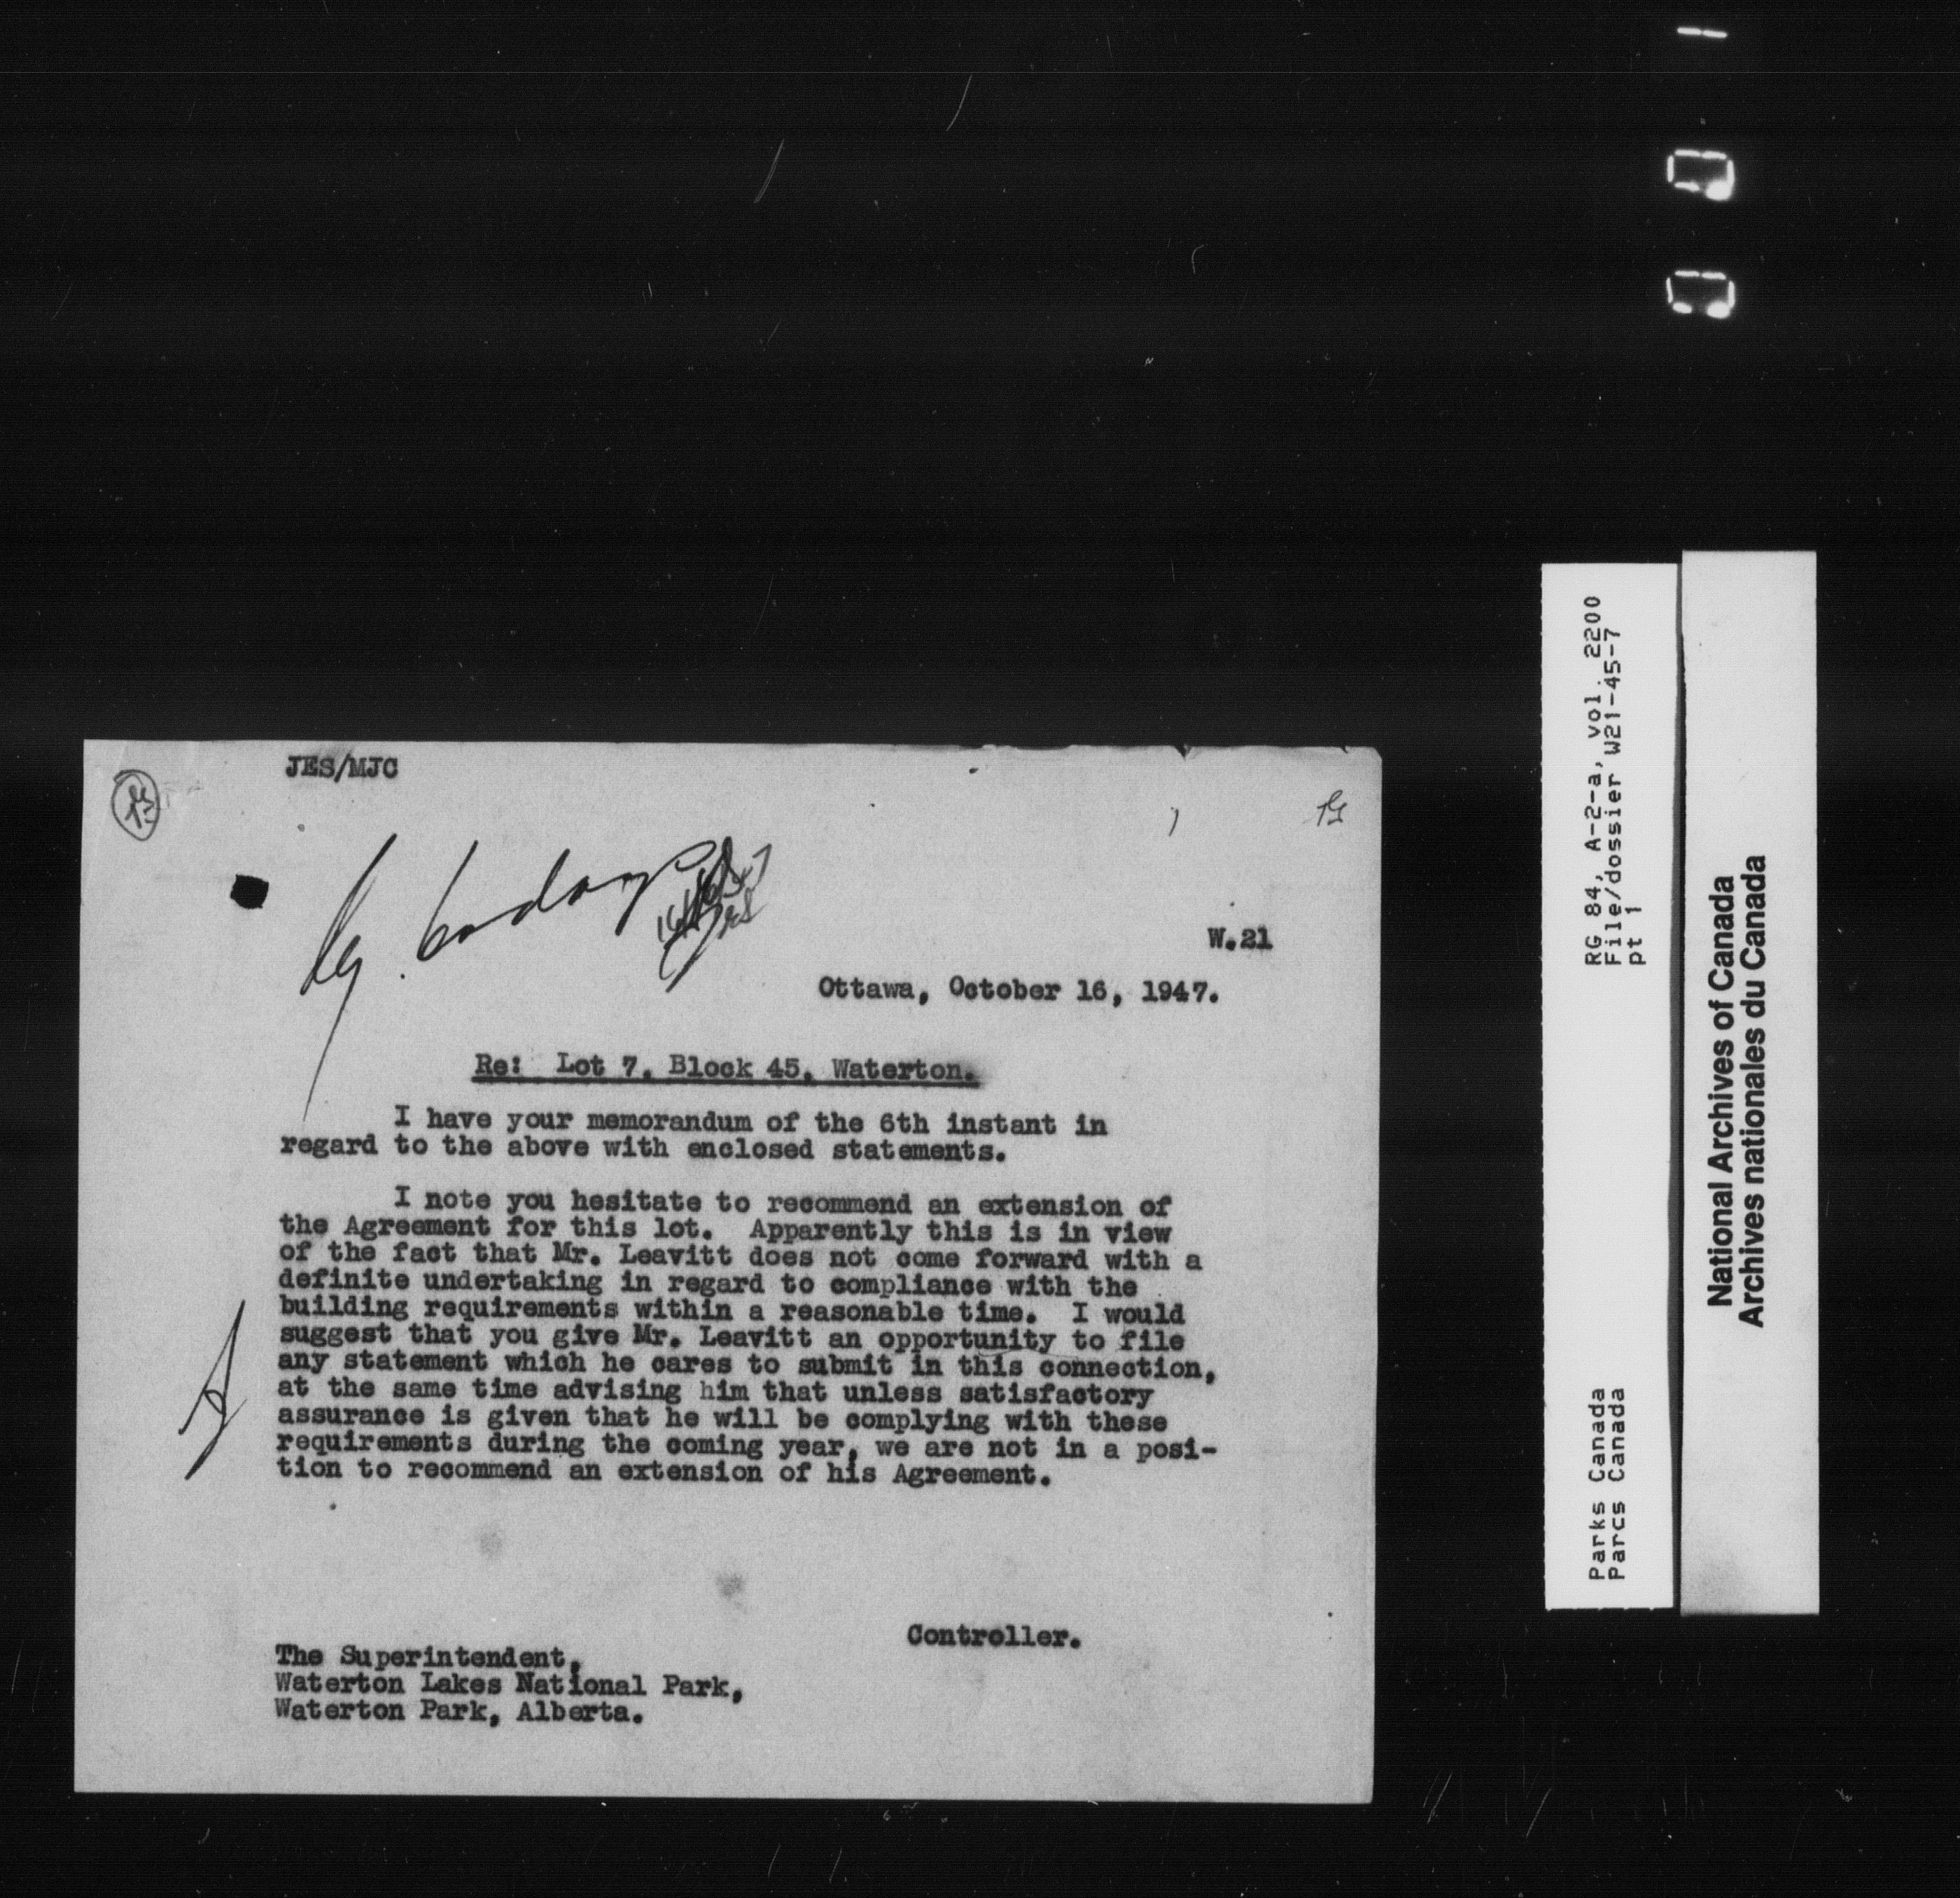 JES/MJC
W.21
Ottawa, October 16, 1947.
Re: Lot 7, Block 45, Waterton.
I have your memorandum of the 6th instant in
regard to the above with enclosed statements.
I note you hesitate to recommend an extension of
the Agreement for this lot. Apparently this is in view
of the fact that Mr. Leavitt does not come forward with a
definite undertaking in regard to compliance with the
building requirements within a reasonable time. I would
suggest that you give Mr. Leavitt an opportunity to file
any statement which he cares to submit in this connection,
at the same time advising him that unless satisfactory
assurance is given that he will be complying with these
requirements during the coming year, we are not in a posi-
tion to recommend an extension of his Agreement.
Controller.
The Superintendent,
Waterton Lakes National Park,
Waterton Park, Alberta.
RG 84, A-2-a, vol. 2200
File/dossier W21-45-7
pt 1
Parks Canada
Parcs Canada
National Archives of Canada
Archives nationales du Canada